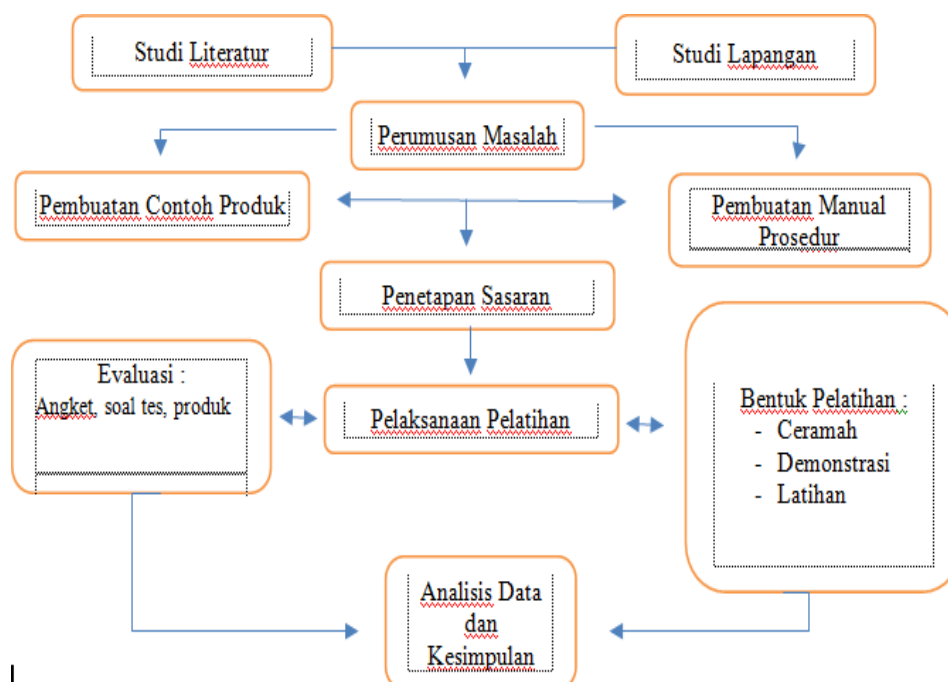 Studi Literatur
Studi Lapangan
Perumusan Masalah
Pembuatan Contoh Produk
Pembuatan Manual
Prosedur
Penetapan Sasaran
Evaluasi :
Angket, soal tes, produk
Pelaksanaan Pelatihan
Bentuk Pelatihan :
- Ceramah
- Demonstrasi
- Latihan
Analisis Data
dan
Kesimpulan